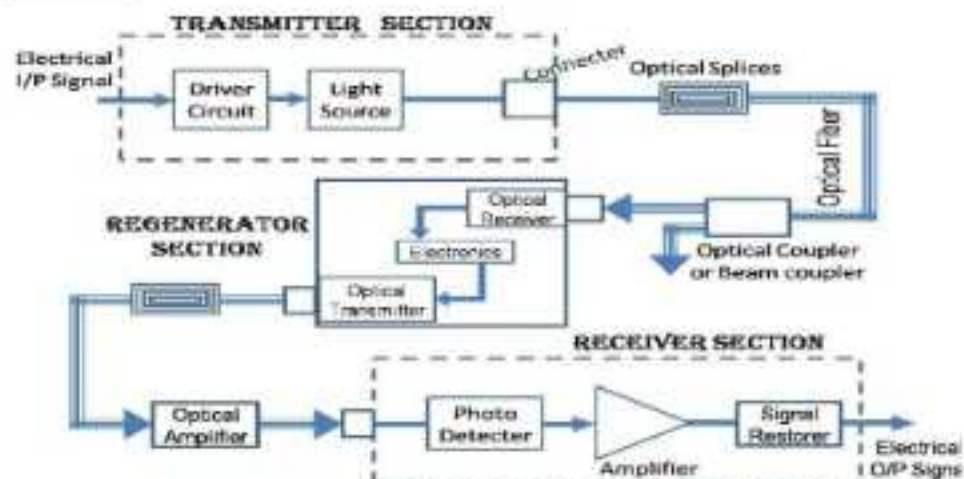 TRANSMITTER SECTION
Electrical
I/P Signal
Driver
Circuit
Light
Source
Connecter
Optical Splices
Optical Fiber
REGENERATOR
SECTION
Optical
Receiver
Electronics
Optical
Transmitter
Optical Coupler
or Beam coupler
RECEIVER SECTION
Optical
Amplifier
Photo
Detecter
Amplifier
Signal
Restorer
Electrical
O/P Signa